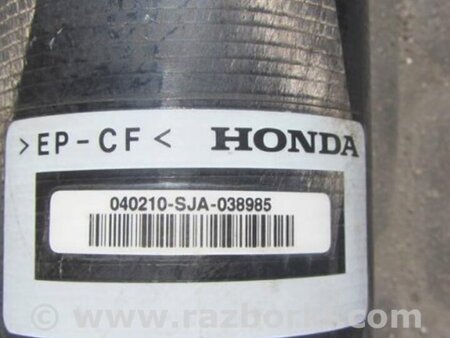 >EP-CF< HONDA
040210-SJA-038985
© www.razborka.com